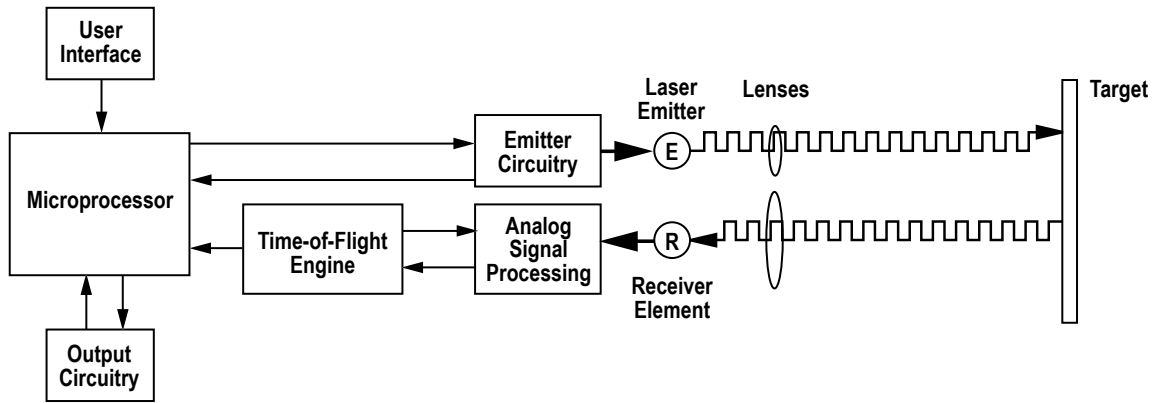 User
Interface
Microprocessor
Output
Circuitry
Time-of-Flight
Engine
Emitter
Circuitry
Analog
Signal
Processing
Laser
Emitter
E
R
Receiver
Element
Lenses
Target